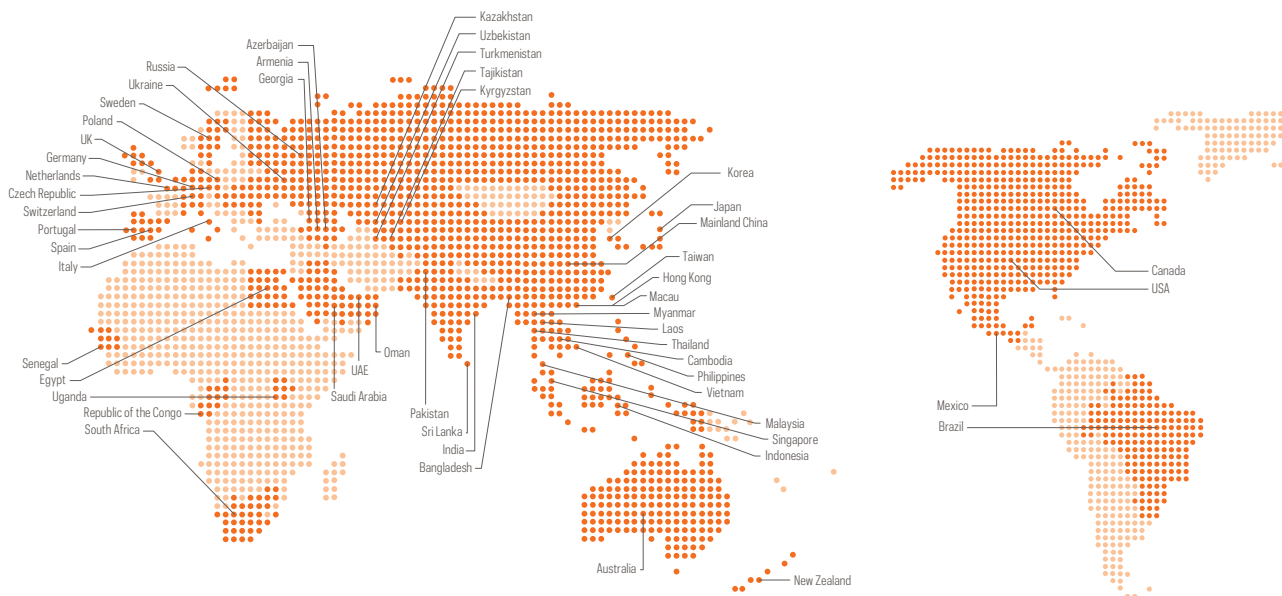 Kazakhstan
Uzbekistan
Turkmenistan
Tajikistan
Kyrgyzstan
Azerbaijan
Armenia
Georgia
Russia
Ukraine
Sweden
Poland
UK
Germany
Netherlands
Czech Republic
Switzerland
Portugal
Spain
Italy
Senegal
Egypt
Uganda
Republic of the Congo
South Africa
Oman
UAE
Saudi Arabia
Pakistan
Sri Lanka
India
Bangladesh
Korea
Japan
Mainland China
Taiwan
Hong Kong
Macau
Myanmar
Laos
Thailand
Cambodia
Philippines
Vietnam
Malaysia
Singapore
Indonesia
Australia
New Zealand
Canada
USA
Mexico
Brazil